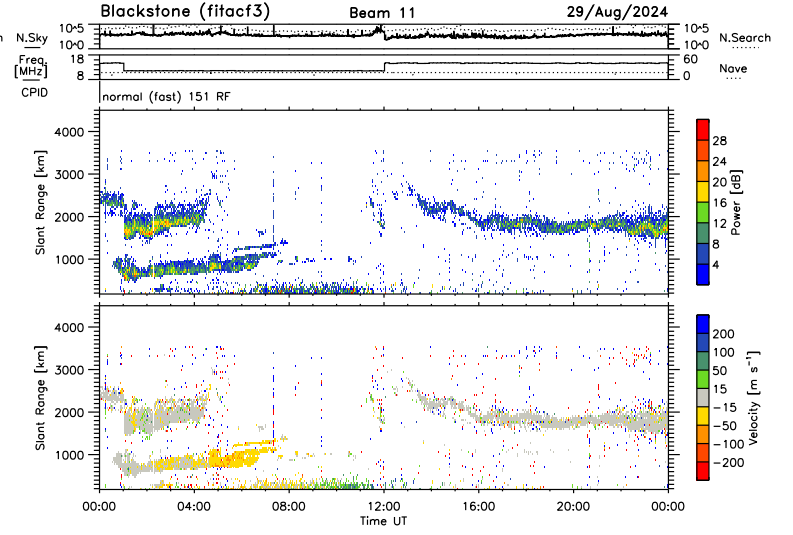 Blackstone (fitacf3) Beam 11 29/Aug/2024
N.Sky 10^5 10^0 10^5 10^0 N.Search
Freq. [MHz] 18 8 60 0 Nave
CPID normal (fast) 151 RF
Slant Range [km] 4000 3000 2000 1000
28 24 20 16 12 8 4 Power [dB]
Slant Range [km] 4000 3000 2000 1000
200 100 50 15 −15 −50 −100 −200 Velocity [m s⁻¹]
00:00 04:00 08:00 12:00 16:00 20:00 00:00
Time UT